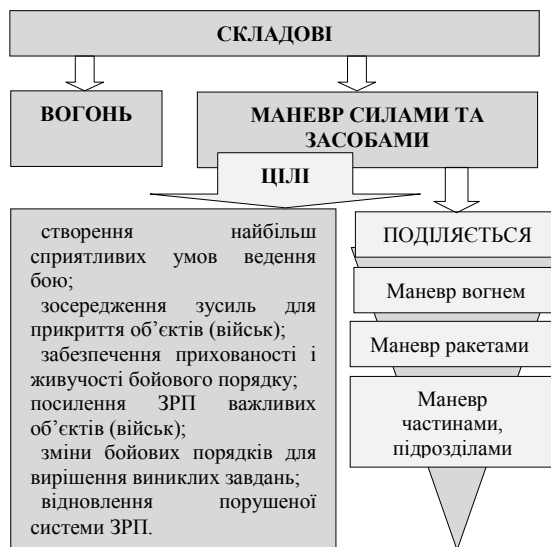 СКЛАДОВІ
ВОГОНЬ
МАНЕВР СИЛАМИ ТА
ЗАСОБАМИ
ЦІЛІ
створення найбільш
сприятливих умов ведення
бою;
зосередження зусиль для
прикриття об’єктів (військ);
забезпечення прихованості і
живучості бойового порядку;
посилення ЗРП важливих
об’єктів (військ);
зміни бойових порядків для
вирішення виниклих завдань;
відновлення порушеної
системи ЗРП.
ПОДІЛЯЄТЬСЯ
Маневр вогнем
Маневр ракетами
Маневр
частинами,
підрозділами